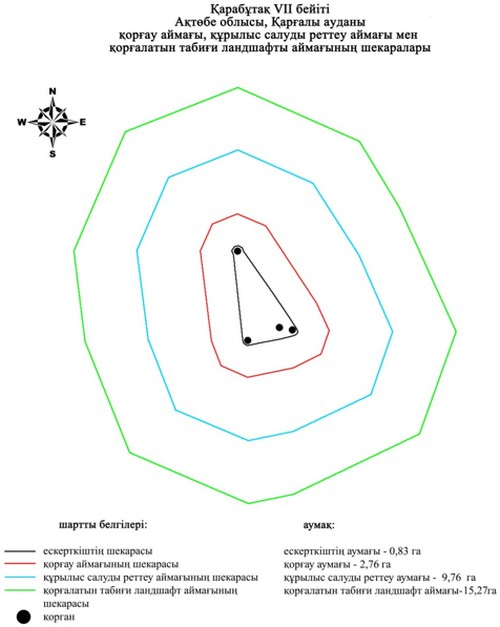 Қарабұтақ VII бейіті
Ақтөбе облысы, Қарғалы ауданы
қорғау аймағы, құрылыс салуды реттеу аймағы мен
қорғалатын табиғи ландшафты аймағының шекаралары
N
W E
S
шартты белгілері:
аумақ:
ескерткіштің шекарасы
ескерткіштің аумағы - 0,83 га
қорғау аймағының шекарасы
қорғау аумағы - 2,76 га
құрылыс салуды реттеу аймағының шекарасы
құрылыс салуды реттеу аумағы - 9,76 га
қорғалатын табиғи ландшафт аймағының
қорғалатын табиғи ландшафт аймағы-15,27га
шекарасы
қорған